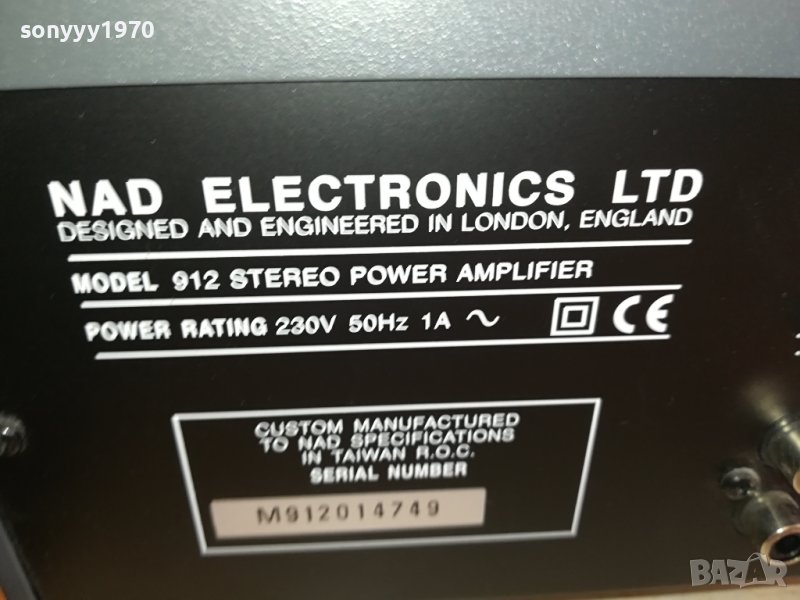 sonyyy1970
NAD ELECTRONICS LTD
DESIGNED AND ENGINEERED IN LONDON, ENGLAND
MODEL 912 STEREO POWER AMPLIFIER
POWER RATING 230V 50Hz 1A ∿ CE
CUSTOM MANUFACTURED
TO NAD SPECIFICATIONS
IN TAIWAN R.O.C.
SERIAL NUMBER
M912014749
BAZAR